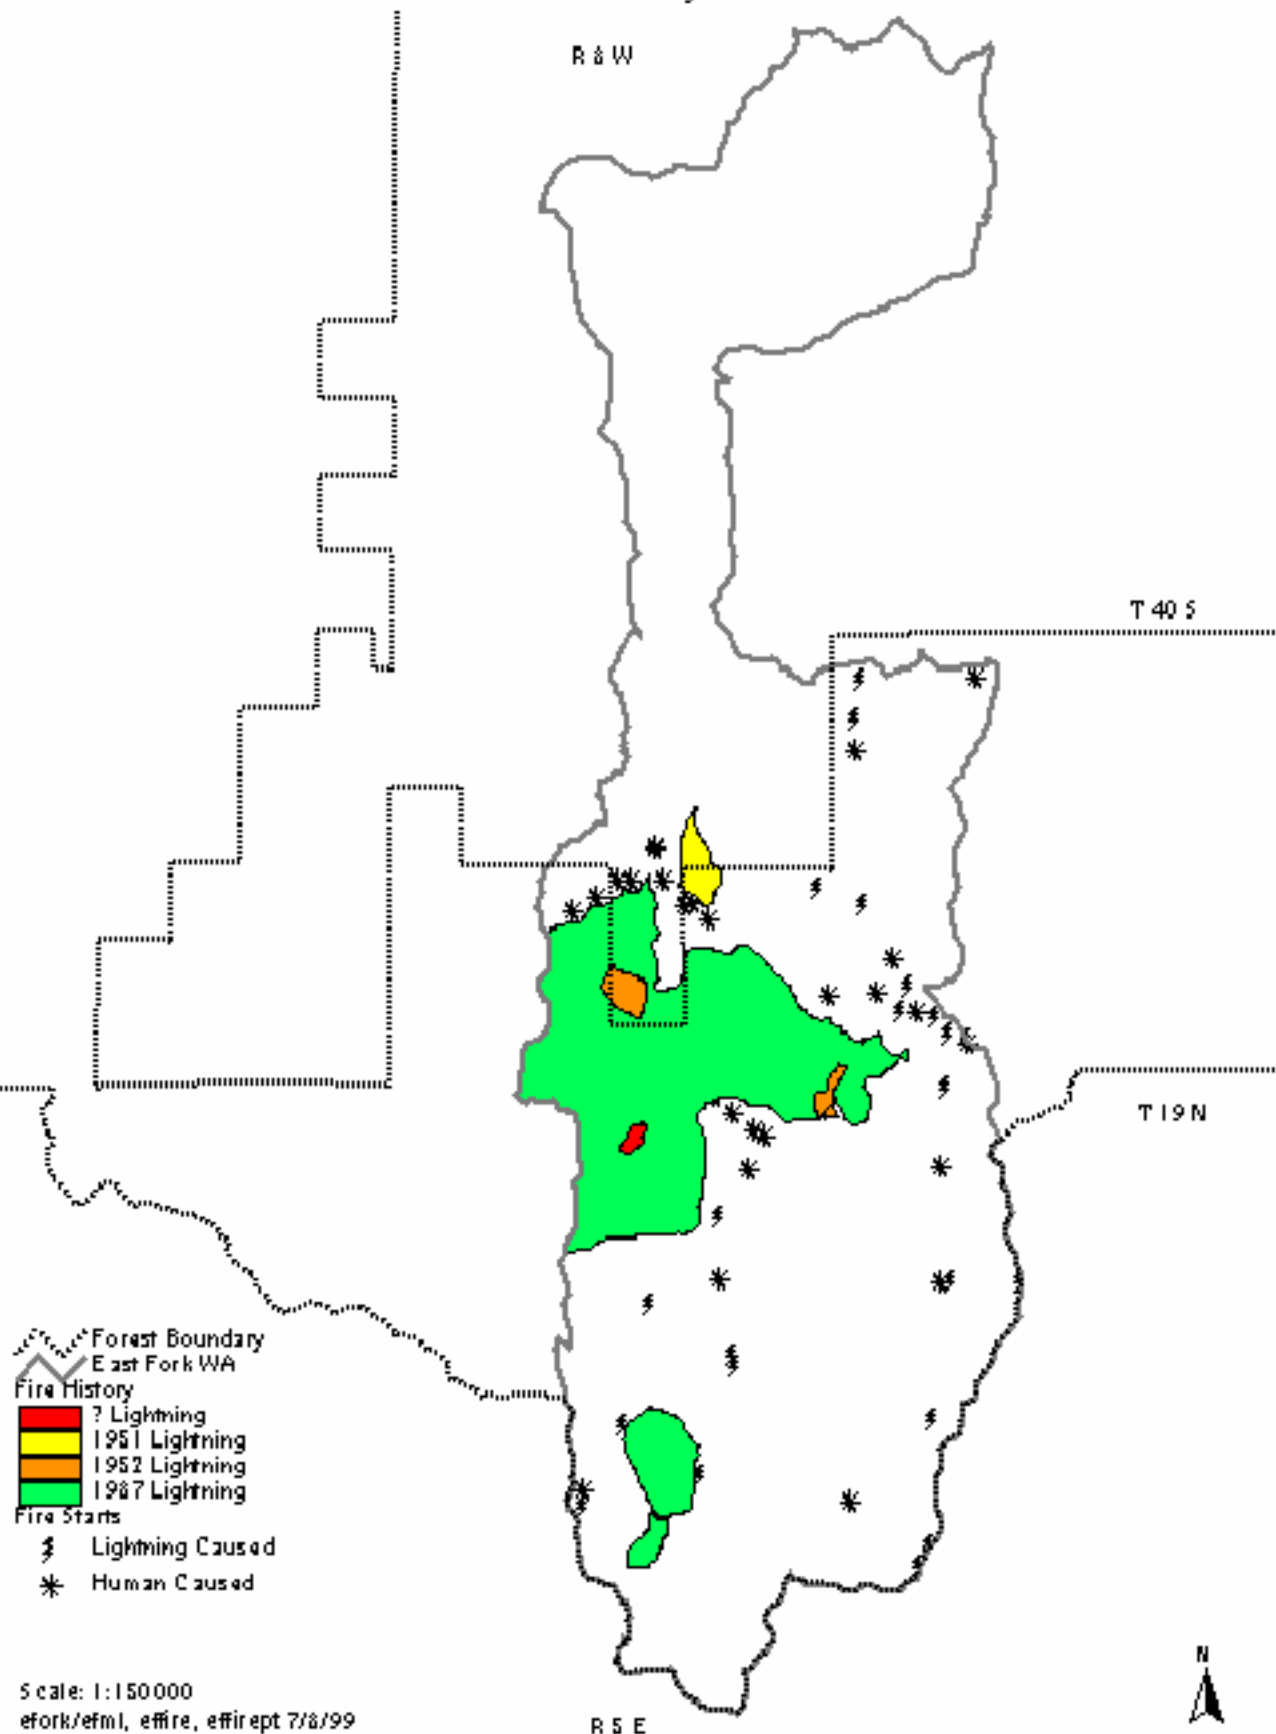 R 8 W
T 40 S
T 19 N
Forest Boundary
East Fork WA
Fire History
? Lightning
1951 Lightning
1952 Lightning
1987 Lightning
Fire Starts
Lightning Caused
Human Caused
N
Scale: 1:150000
efork/efml, effire, effirept 7/8/99
R 5 E